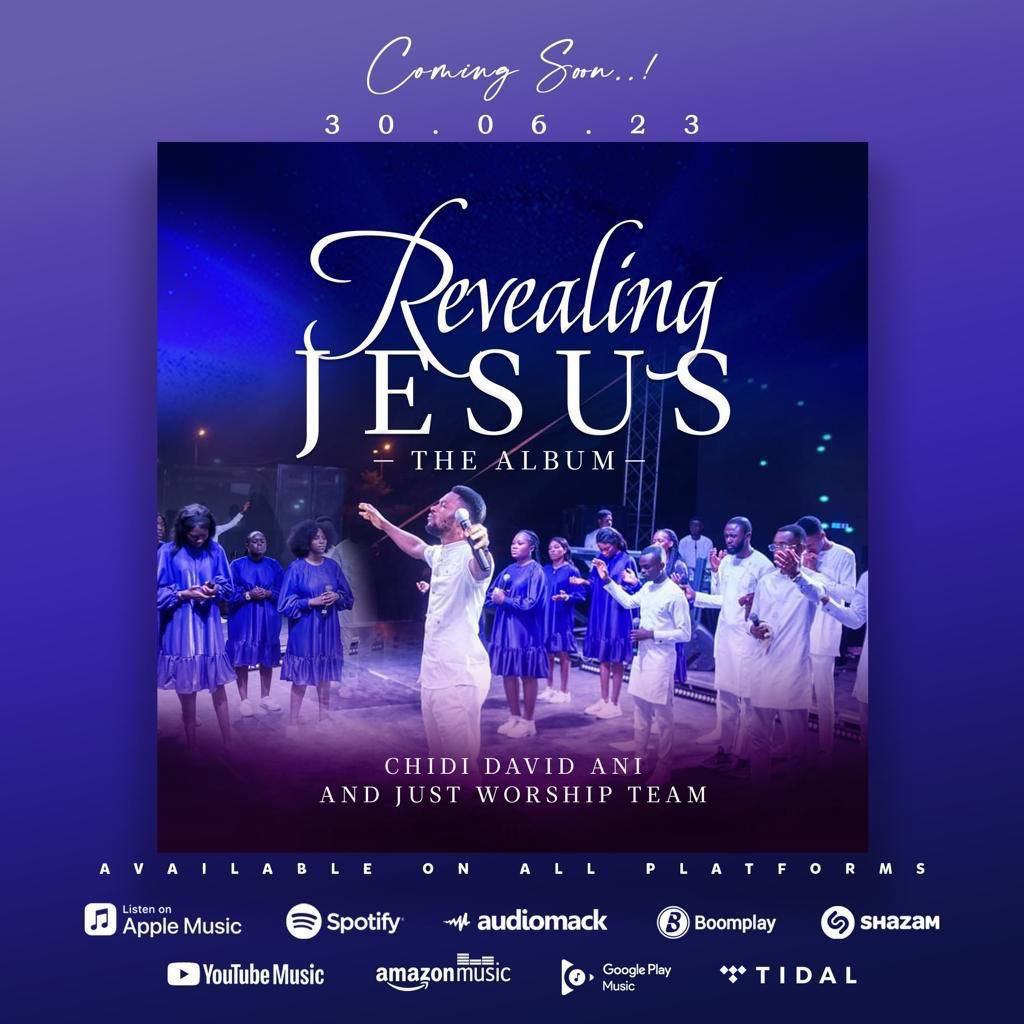 Coming Soon..!
30.06.23
Revealing
JESUS
– THE ALBUM –
CHIDI DAVID ANI
AND JUST WORSHIP TEAM
AVAILABLE ON ALL PLATFORMS
Listen on
Apple Music
Spotify
audiomack
Boomplay
SHAZAM
YouTube Music
amazon music
Google Play
Music
TIDAL